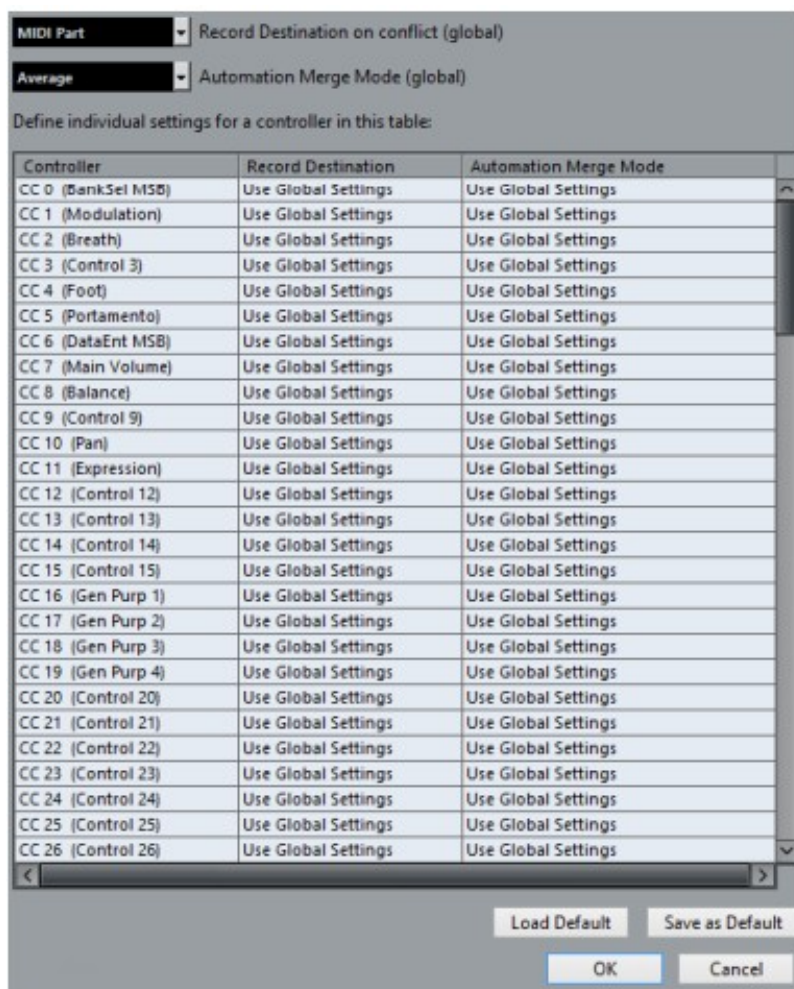 MIDI Part Record Destination on conflict (global)
Average Automation Merge Mode (global)
Define individual settings for a controller in this table:
Controller Record Destination Automation Merge Mode
CC 0 (BankSel MSB) Use Global Settings Use Global Settings
CC 1 (Modulation) Use Global Settings Use Global Settings
CC 2 (Breath) Use Global Settings Use Global Settings
CC 3 (Control 3) Use Global Settings Use Global Settings
CC 4 (Foot) Use Global Settings Use Global Settings
CC 5 (Portamento) Use Global Settings Use Global Settings
CC 6 (DataEnt MSB) Use Global Settings Use Global Settings
CC 7 (Main Volume) Use Global Settings Use Global Settings
CC 8 (Balance) Use Global Settings Use Global Settings
CC 9 (Control 9) Use Global Settings Use Global Settings
CC 10 (Pan) Use Global Settings Use Global Settings
CC 11 (Expression) Use Global Settings Use Global Settings
CC 12 (Control 12) Use Global Settings Use Global Settings
CC 13 (Control 13) Use Global Settings Use Global Settings
CC 14 (Control 14) Use Global Settings Use Global Settings
CC 15 (Control 15) Use Global Settings Use Global Settings
CC 16 (Gen Purp 1) Use Global Settings Use Global Settings
CC 17 (Gen Purp 2) Use Global Settings Use Global Settings
CC 18 (Gen Purp 3) Use Global Settings Use Global Settings
CC 19 (Gen Purp 4) Use Global Settings Use Global Settings
CC 20 (Control 20) Use Global Settings Use Global Settings
CC 21 (Control 21) Use Global Settings Use Global Settings
CC 22 (Control 22) Use Global Settings Use Global Settings
CC 23 (Control 23) Use Global Settings Use Global Settings
CC 24 (Control 24) Use Global Settings Use Global Settings
CC 25 (Control 25) Use Global Settings Use Global Settings
CC 26 (Control 26) Use Global Settings Use Global Settings
Load Default Save as Default
OK Cancel